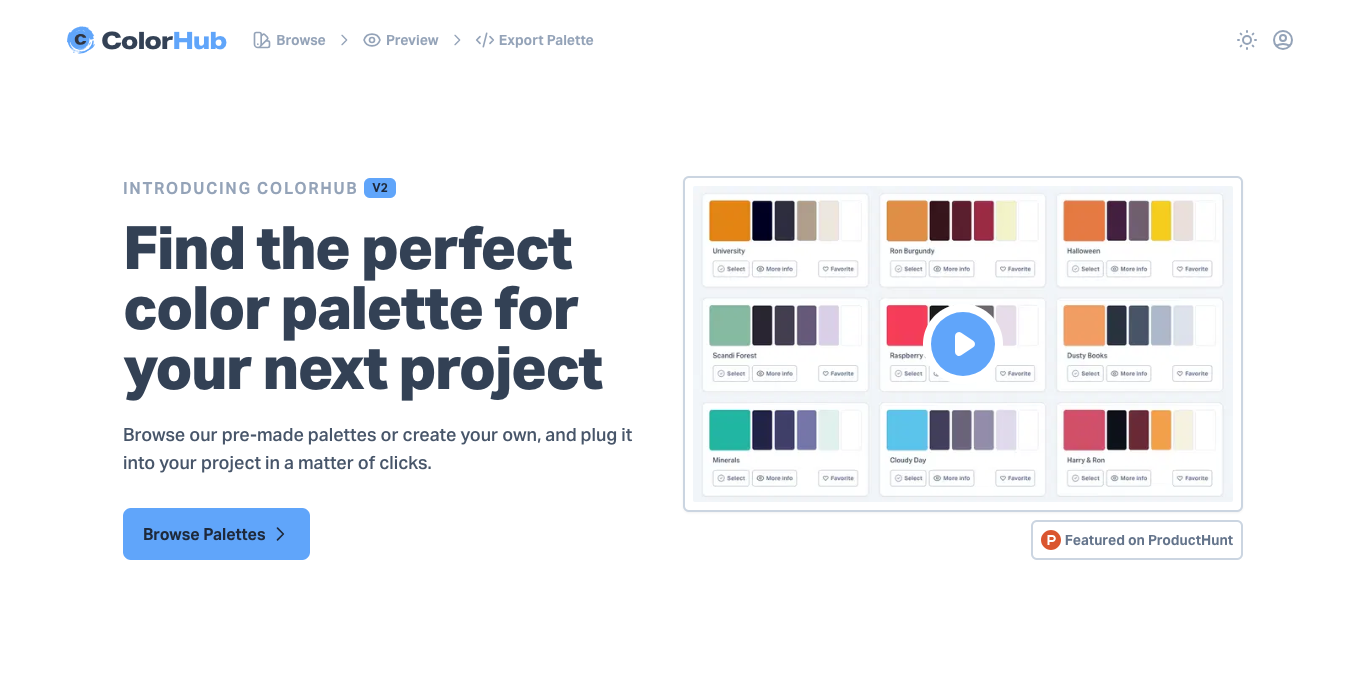 C ColorHub
Browse
Preview
Export Palette
INTRODUCING COLORHUB V2
Find the perfect
color palette for
your next project
Browse our pre-made palettes or create your own, and plug it
into your project in a matter of clicks.
Browse Palettes
University
Select More info Favorite
Ron Burgundy
Select More info Favorite
Halloween
Select More info Favorite
Scandi Forest
Select More info Favorite
Raspberry
Select Favorite
Dusty Books
Select More info Favorite
Minerals
Select More info Favorite
Cloudy Day
Select More info Favorite
Harry & Ron
Select More info Favorite
P Featured on ProductHunt